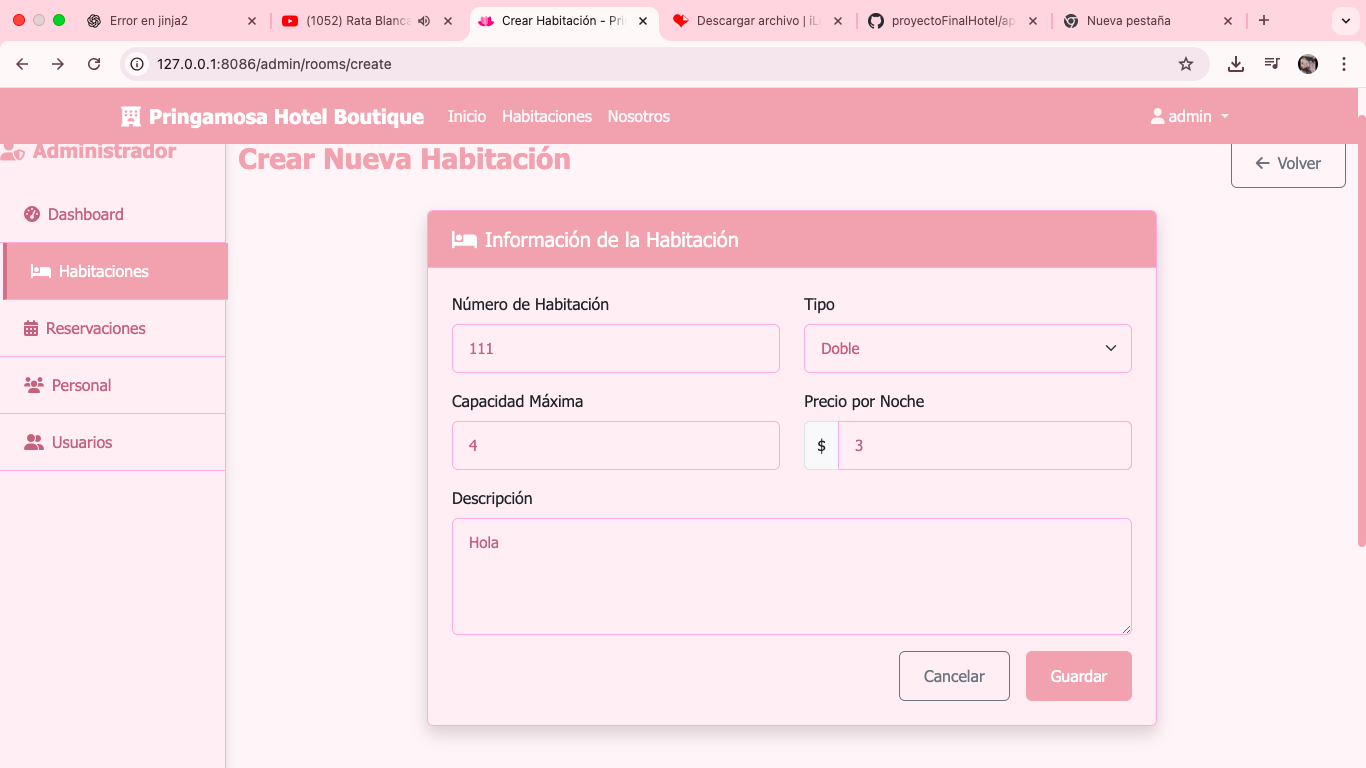 Error en jinja2
(1052) Rata Blanca
Crear Habitación - Pri
Descargar archivo | iL
proyectoFinalHotel/ap
Nueva pestaña
127.0.0.1:8086/admin/rooms/create
Pringamosa Hotel Boutique
Inicio
Habitaciones
Nosotros
admin
Administrador
Crear Nueva Habitación
Volver
Dashboard
Habitaciones
Reservaciones
Personal
Usuarios
Información de la Habitación
Número de Habitación
Tipo
111
Doble
Capacidad Máxima
Precio por Noche
4
$ 3
Descripción
Hola
Cancelar
Guardar